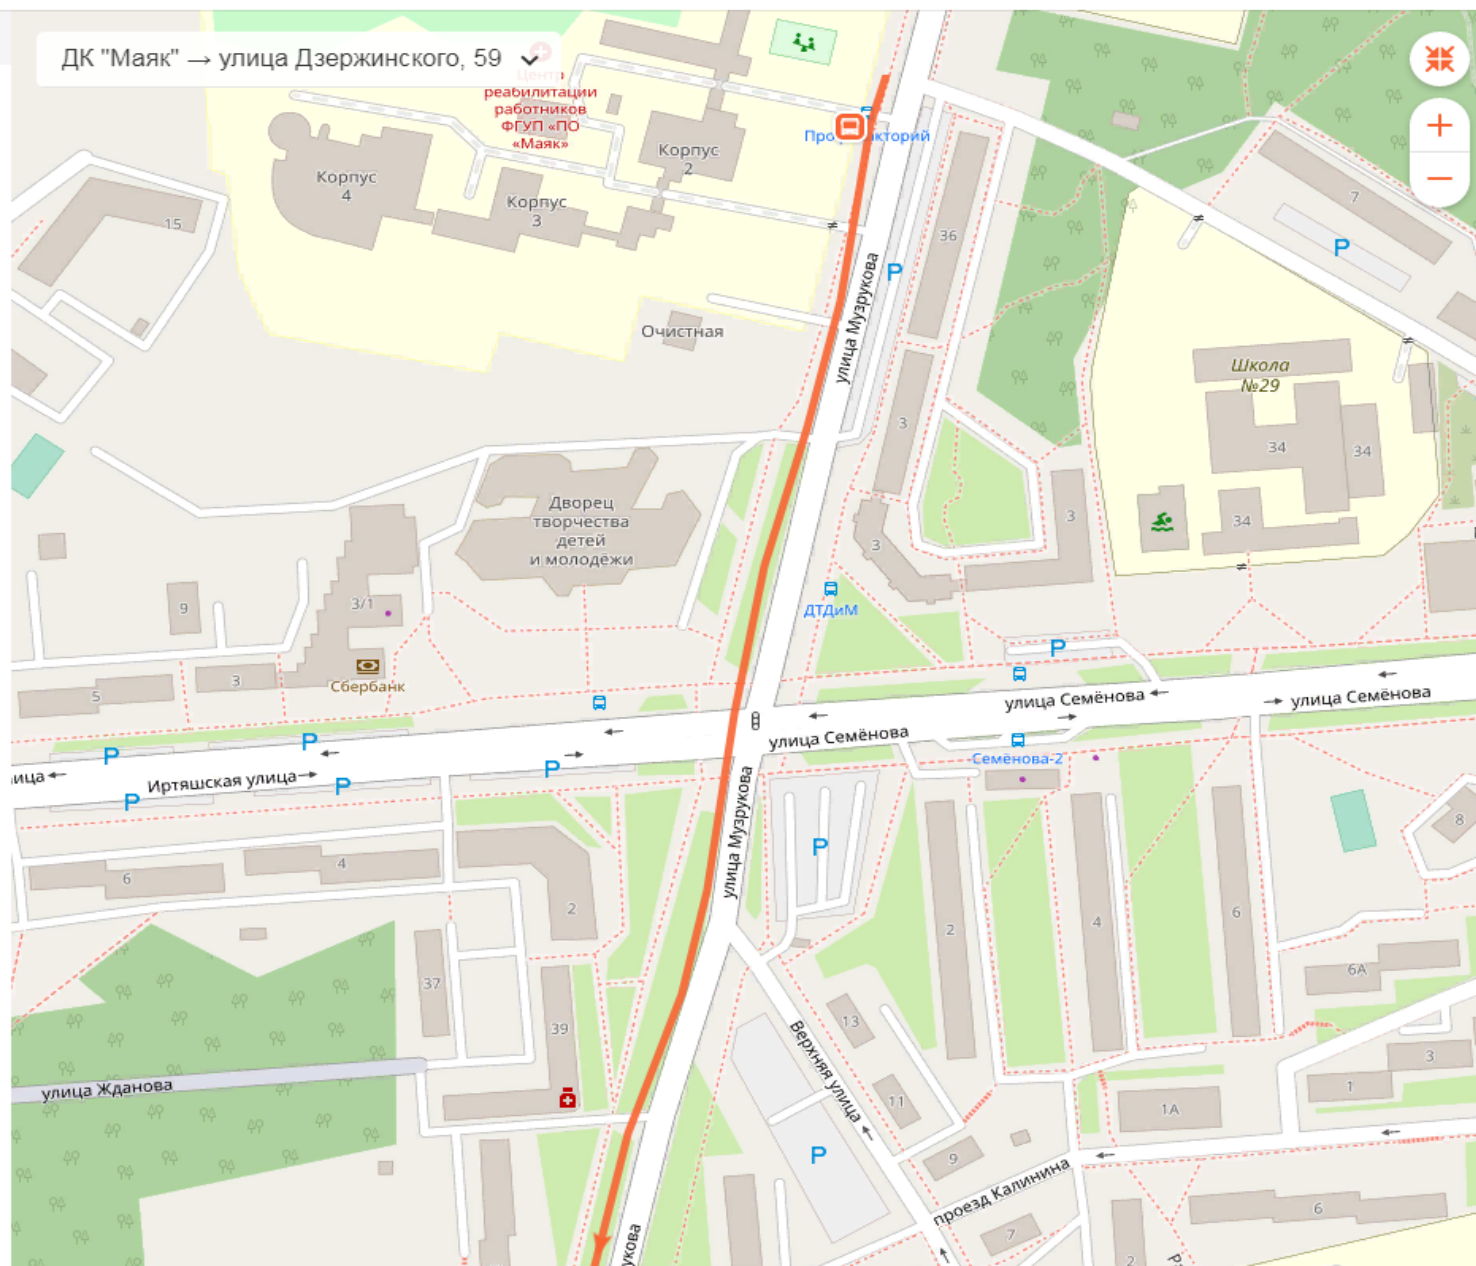 ДК "Маяк" → улица Дзержинского, 59
Центр
реабилитации
работников
ФГУП «ПО
«Маяк»
Корпус
2
Корпус
4
Корпус
3
15
36
7
P
P
улица Музрукова
Очистная
Школа
№29
3
34
34
34
3
3
Дворец
творчества
детей
и молодёжи
ДТДиМ
9
3/1
Сбербанк
5
3
P
улица Семёнова
улица Семёнова
улица Семёнова
Семёнова-2
P
P
P
P
P
Иртяшская улица
улица Музрукова
P
6
4
2
2
4
6
8
37
39
13
6А
Верхняя улица
улица Жданова
11
1А
1
3
P
9
проезд Калинина
7
6
2